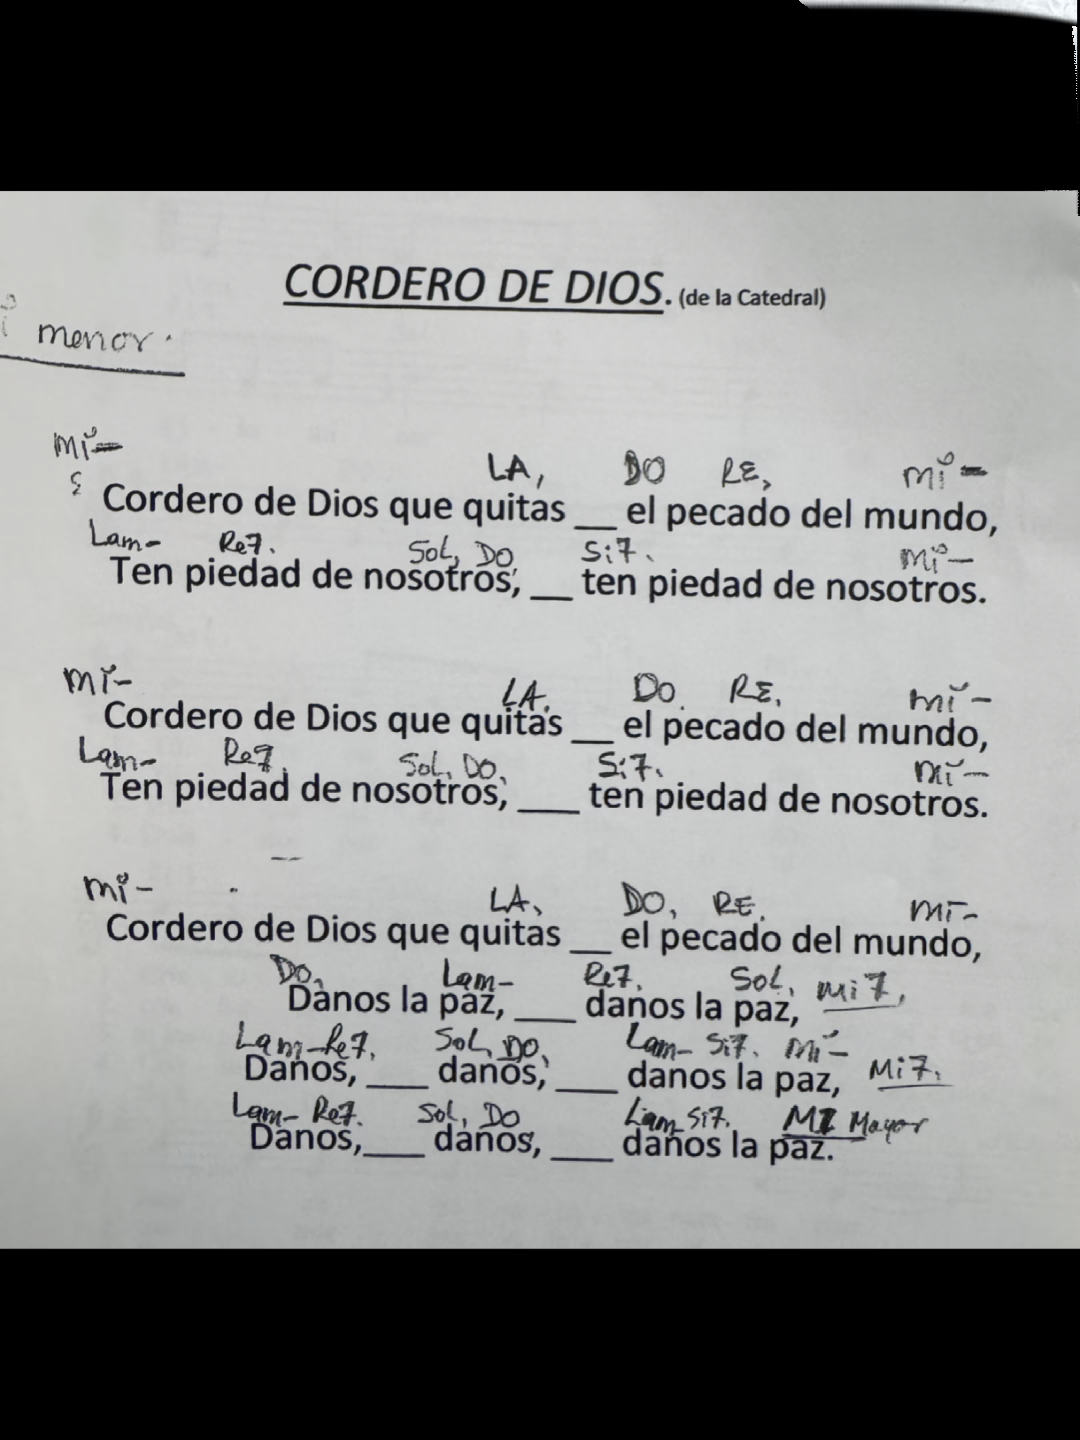 CORDERO DE DIOS. (de la Catedral)
menor.
mi-
LA, DO RE, mi-
Cordero de Dios que quitas __ el pecado del mundo,
Lam- Re7. Sol, DO Si7. Mi-
Ten piedad de nosotros, __ ten piedad de nosotros.
mi- LA. Do. RE. mi-
Cordero de Dios que quitas __ el pecado del mundo,
Lam- Re7. Sol, DO, Si7. mi-
Ten piedad de nosotros, ___ ten piedad de nosotros.
mi- LA, DO, RE. mi-
Cordero de Dios que quitas __ el pecado del mundo,
Do, Lam- Re7. Sol, mi7,
Danos la paz, ___ danos la paz,
Lam-Re7. Sol, DO, Lam- Si7. Mi- Mi7.
Danos, ___ danos, ___ danos la paz,
Lam- Re7. Sol, DO Lam Si7. MI Mayor
Danos,___ danos, ___ danos la paz.